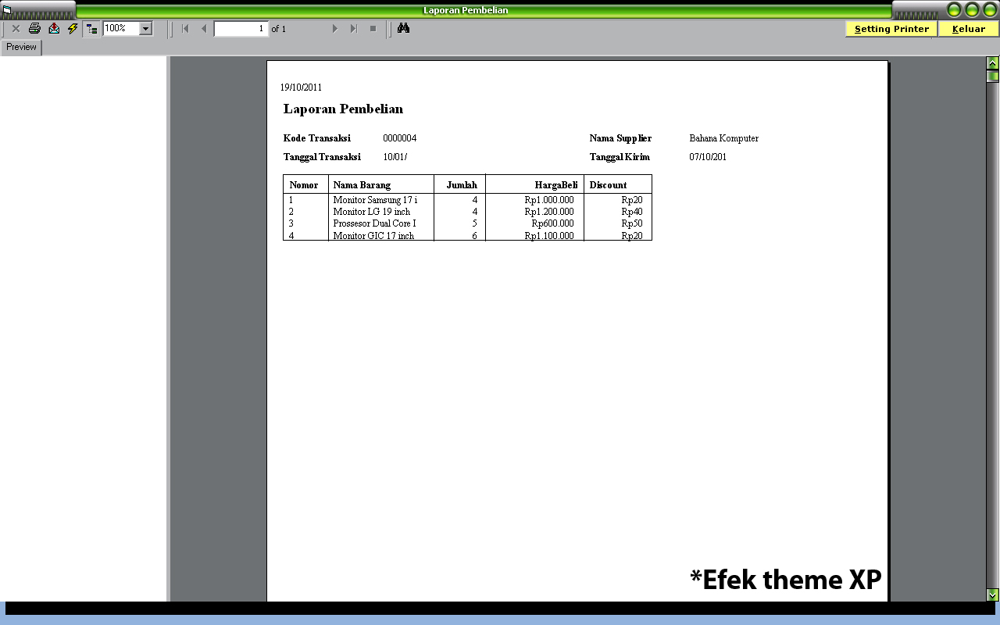 Laporan Pembelian
100% 1 of 1 Setting Printer Keluar
Preview
19/10/2011
Laporan Pembelian
Kode Transaksi 0000004 Nama Supplier Bahana Komputer
Tanggal Transaksi 10/01/ Tanggal Kirim 07/10/201
Nomor Nama Barang Jumlah HargaBeli Discount
1 Monitor Samsung 17 i 4 Rp1.000.000 Rp20
2 Monitor LG 19 inch 4 Rp1.200.000 Rp40
3 Prossesor Dual Core I 5 Rp600.000 Rp50
4 Monitor GIC 17 inch 6 Rp1.100.000 Rp20
*Efek theme XP